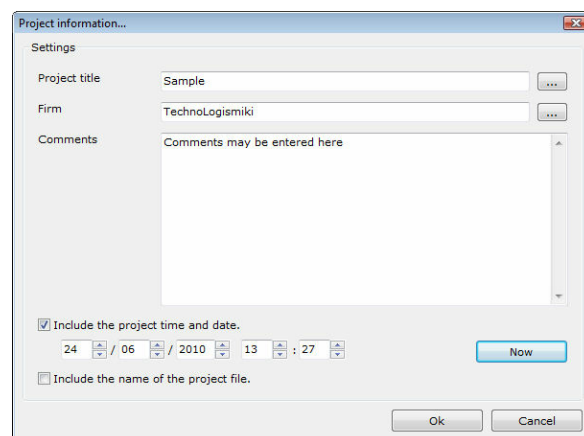 Project information...
Settings
Project title Sample ...
Firm TechnoLogismiki ...
Comments Comments may be entered here
Include the project time and date.
24 / 06 / 2010 13 : 27 Now
Include the name of the project file.
Ok Cancel